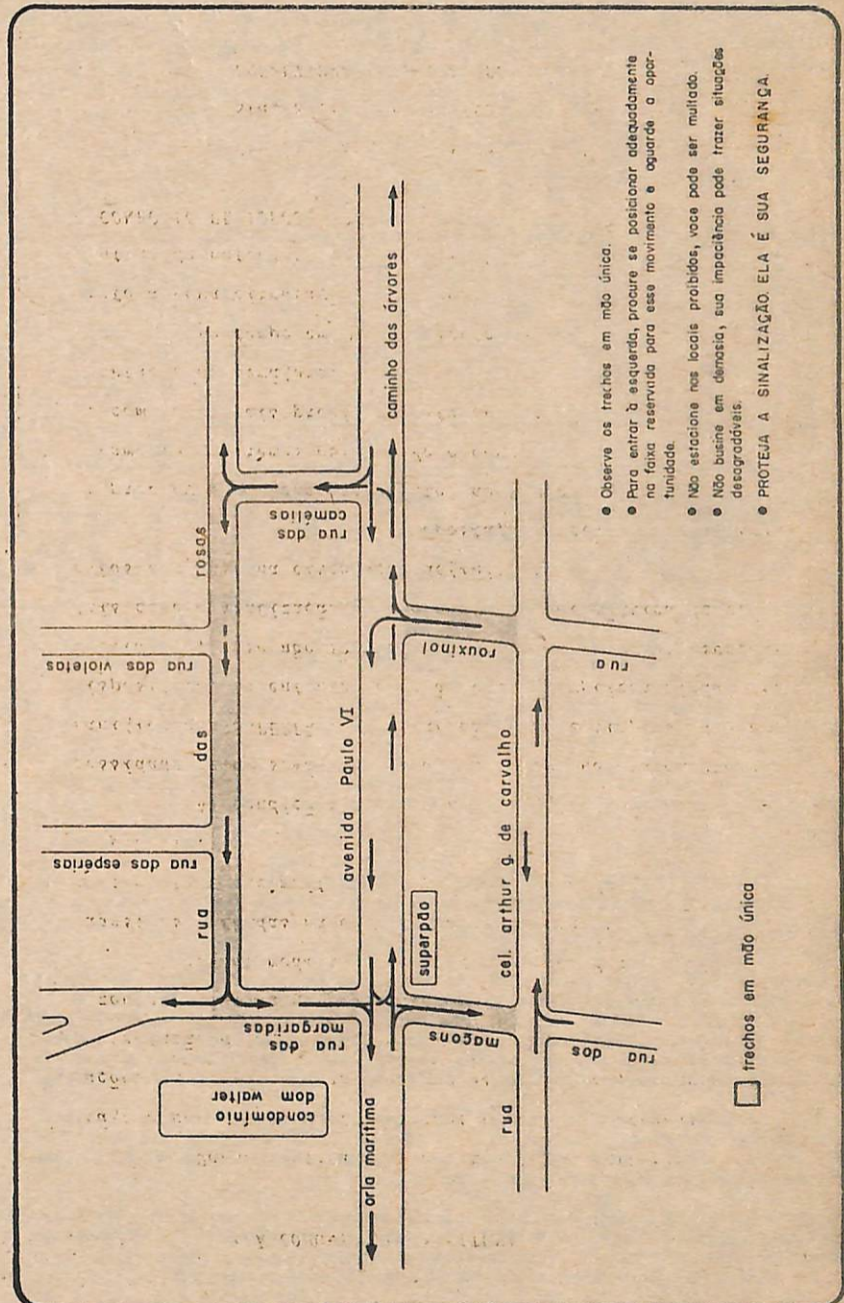 rua das violetas
rosas
das
rua das espérias
rua
rua das
camélias
caminho das árvores
avenida Paulo VI
rouxinol
rua
superpão
cel. arthur g. de carvalho
rua das
margaridas
condomínio
dom walter
orla marítima
maçons
rua dos
rua
trechos em mão única
● Observe os trechos em mão única.
● Para entrar à esquerda, procure se posicionar adequadamente
na faixa reservada para esse movimento e aguarde a opor-
tunidade.
● Não estacione nos locais proibidos, voce pode ser multado.
● Não busine em demasia, sua impaciência pode trazer situações
desagradáveis.
● PROTEJA A SINALIZAÇÃO. ELA É SUA SEGURANÇA.